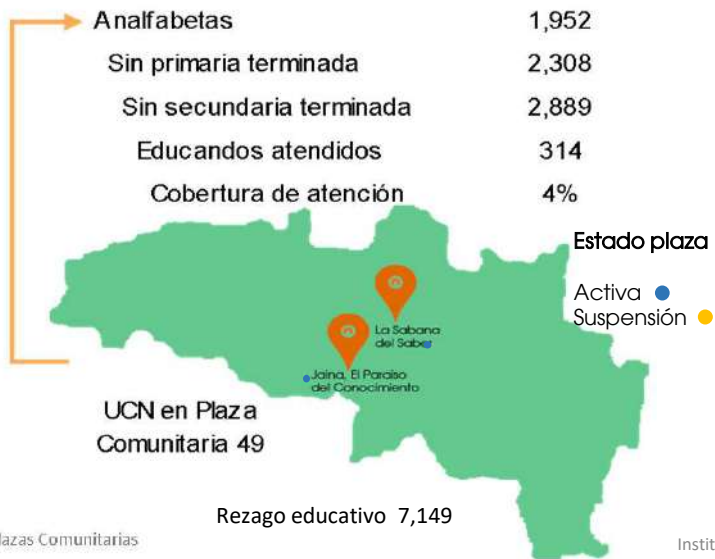 Analfabetas 1,952
Sin primaria terminada 2,308
Sin secundaria terminada 2,889
Educandos atendidos 314
Cobertura de atención 4%
Estado plaza
Activa
Suspensión
La Sabana
del Saber
Jaina, El Paraiso
del Conocimiento
UCN en Plaza
Comunitaria 49
Rezago educativo 7,149
lazas Comunitarias
Instit